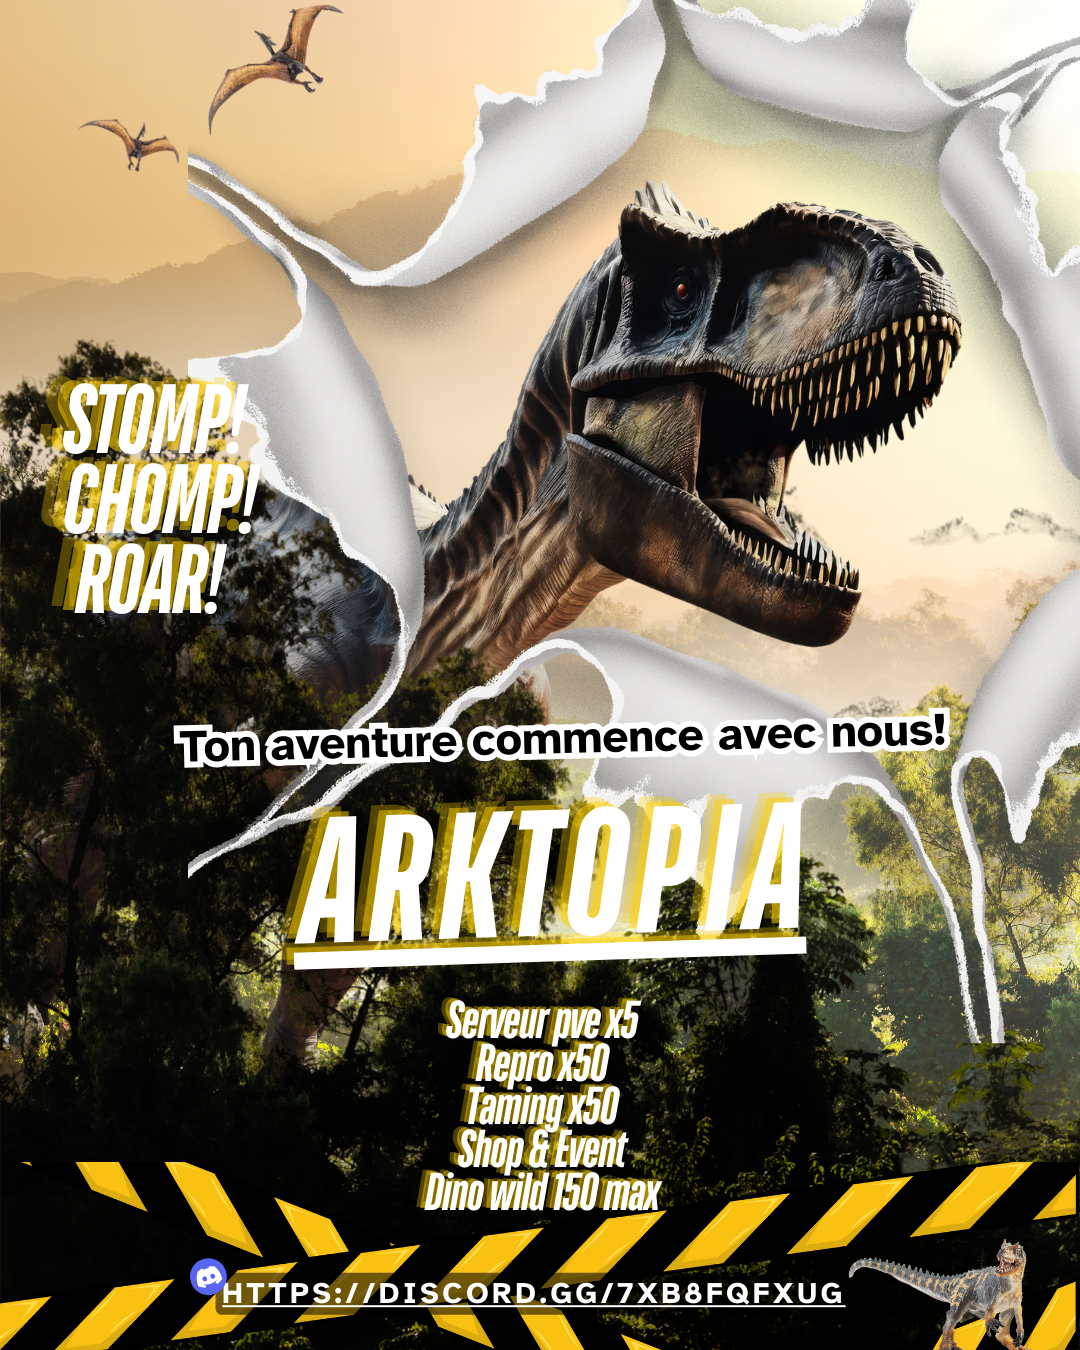 STOMP!
CHOMP!
ROAR!
Ton aventure commence avec nous!
ARKTOPIA
Serveur pve x5
Repro x50
Taming x50
Shop & Event
Dino wild 150 max
HTTPS://DISCORD.GG/7XB8FQFXUG